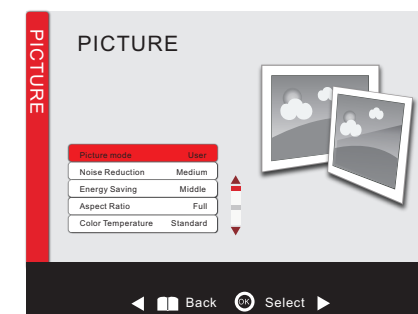 PICTURE
PICTURE
Picture mode User
Noise Reduction Medium
Energy Saving Middle
Aspect Ratio Full
Color Temperature Standard
Back OK Select